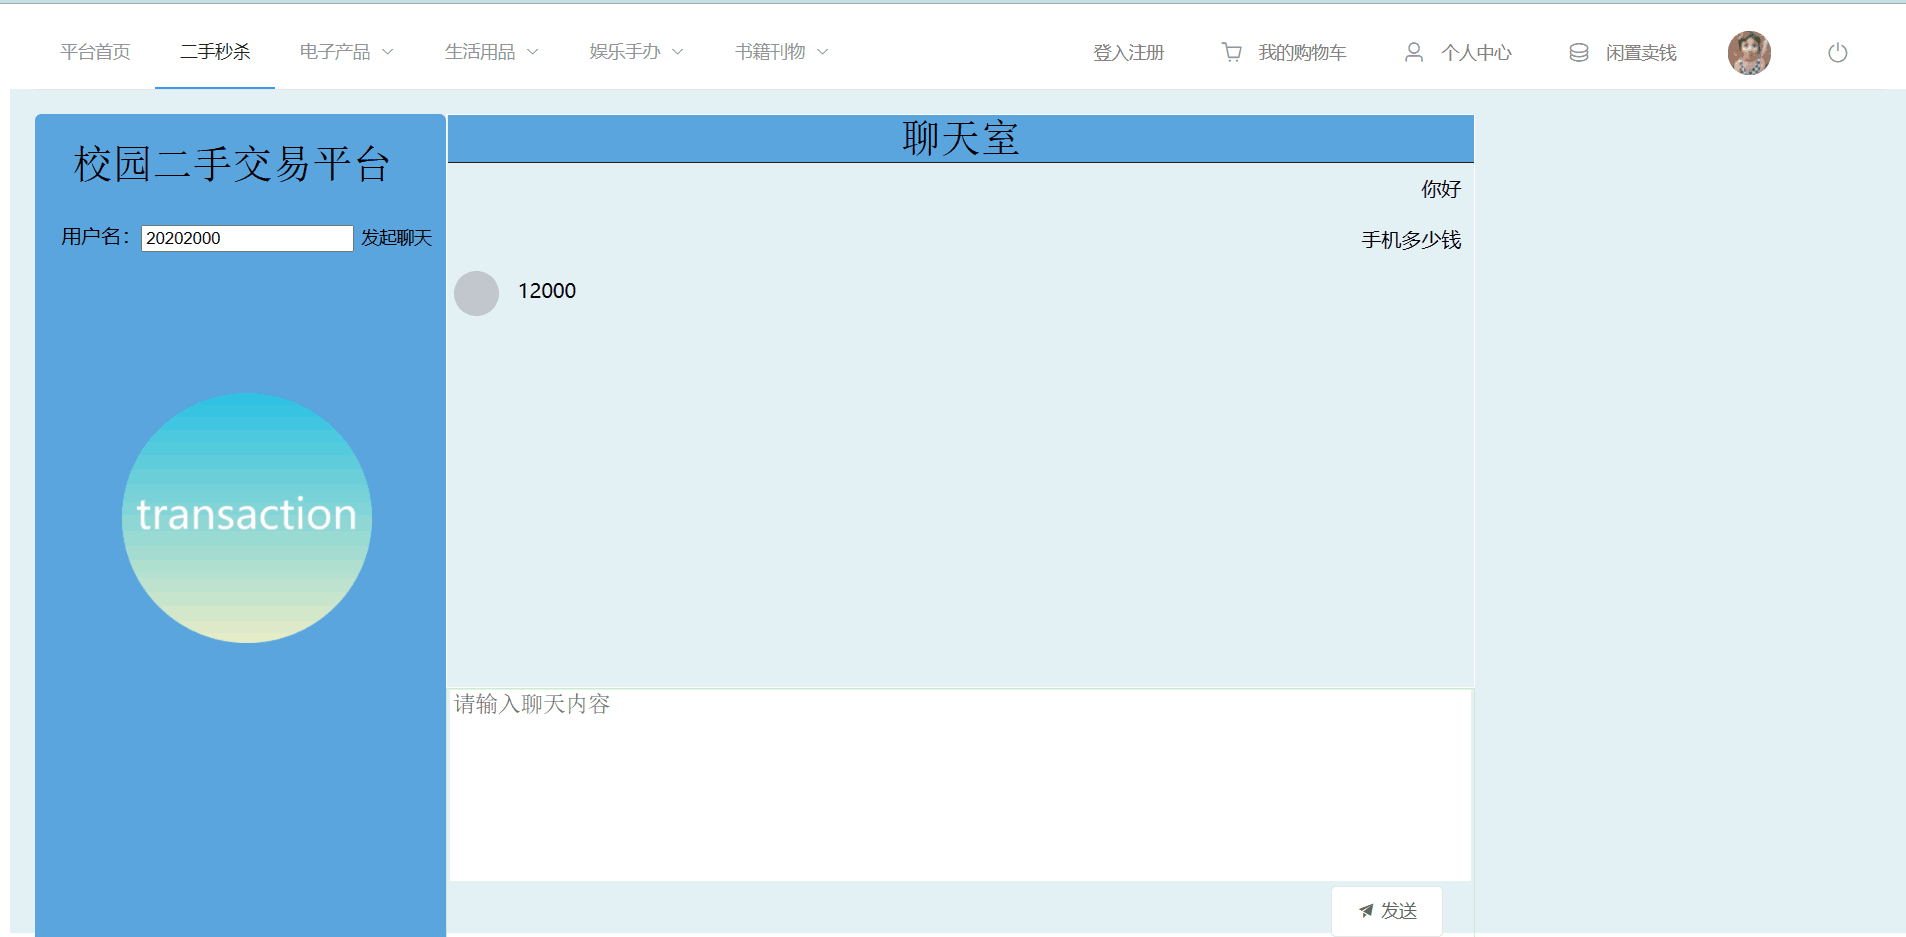 平台首页 二手秒杀 电子产品 生活用品 娱乐手办 书籍刊物 登入注册 我的购物车 个人中心 闲置卖钱
校园二手交易平台
用户名： 20202000 发起聊天
transaction
聊天室
你好
手机多少钱
12000
请输入聊天内容
发送